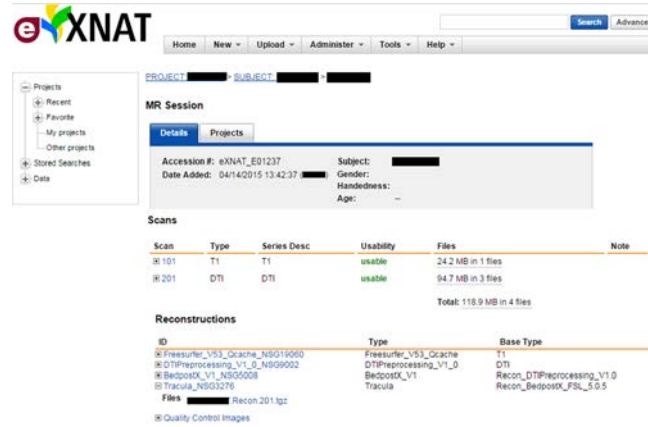 eXNAT
Search Advance
Home New Upload Administer Tools Help
PROJECT: > SUBJECT: >
Projects
Recent
Favorite
My projects
Other projects
Stored Searches
Data
MR Session
Details Projects
Accession #: eXNAT_E01237 Subject:
Date Added: 04/14/2015 13:42:37 ( ) Gender:
Handedness:
Age: --
Scans
Scan Type Series Desc Usability Files Note
101 T1 T1 usable 24.2 MB in 1 files
201 DTI DTI usable 94.7 MB in 3 files
Total: 118.9 MB in 4 files
Reconstructions
ID Type Base Type
Freesurfer_V53_Qcache_NSG19060 Freesurfer_V53_Qcache T1
DTIPreprocessing_V1_0_NSG9002 DTIPreprocessing_V1_0 DTI
BedpostX_V1_NSG5008 BedpostX_V1 Recon_DTIPreprocessing_V1.0
Tracula_NSG3276 Tracula Recon_BedpostX_FSL_5.0.5
Files .Recon.201.tgz
Quality Control Images